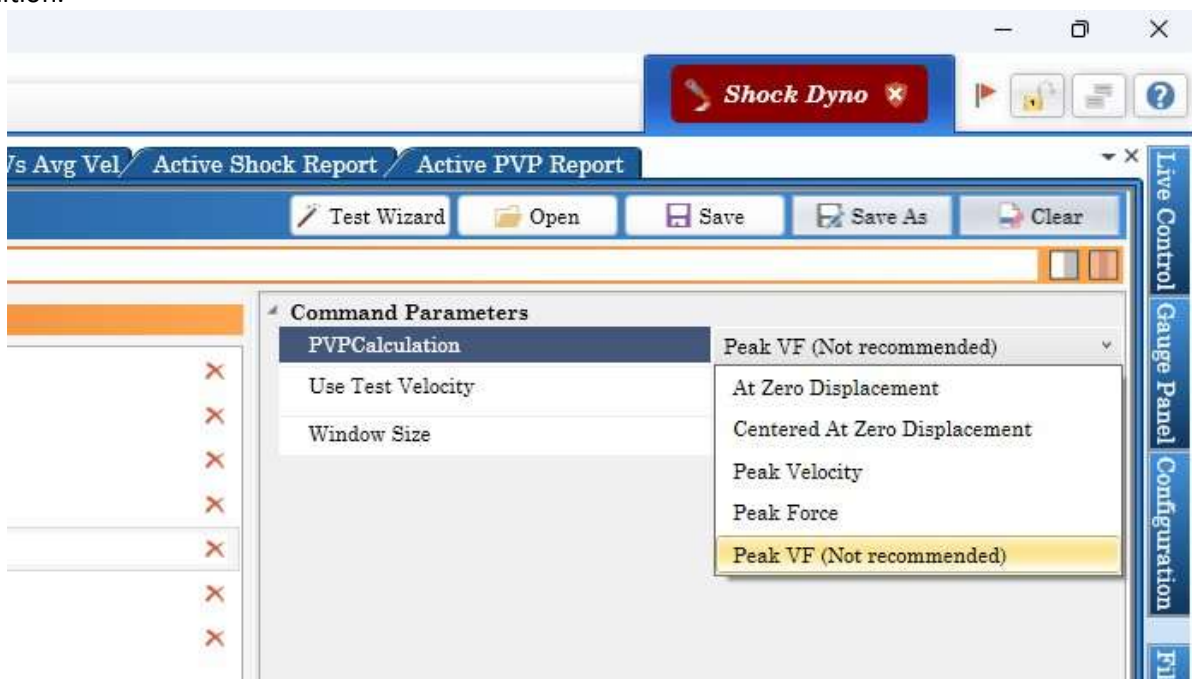 Shock Dyno
Vs Avg Vel Active Shock Report Active PVP Report
Test Wizard Open Save Save As Clear
Command Parameters
PVPCalculation Peak VF (Not recommended)
Use Test Velocity At Zero Displacement
Window Size Centered At Zero Displacement
Peak Velocity
Peak Force
Peak VF (Not recommended)
Live Control
Gauge Panel
Configuration